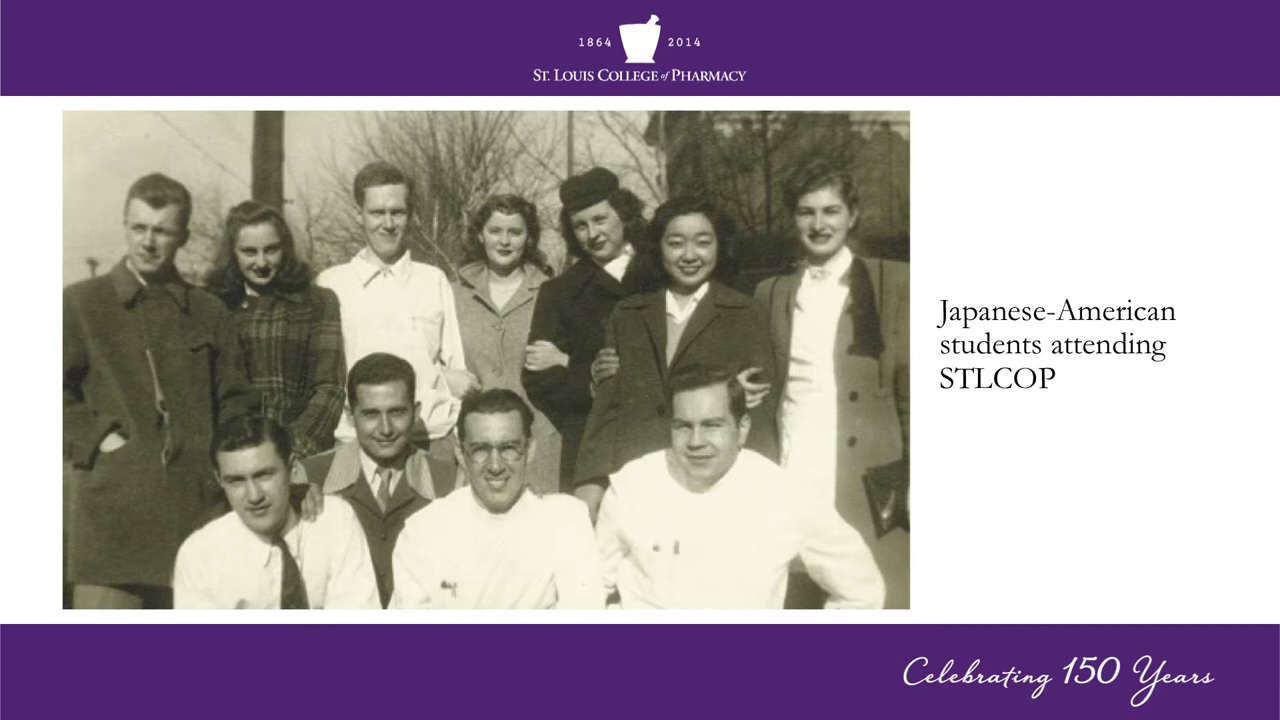 1864 2014
ST. LOUIS COLLEGE of PHARMACY
Japanese-American
students attending
STLCOP
Celebrating 150 Years